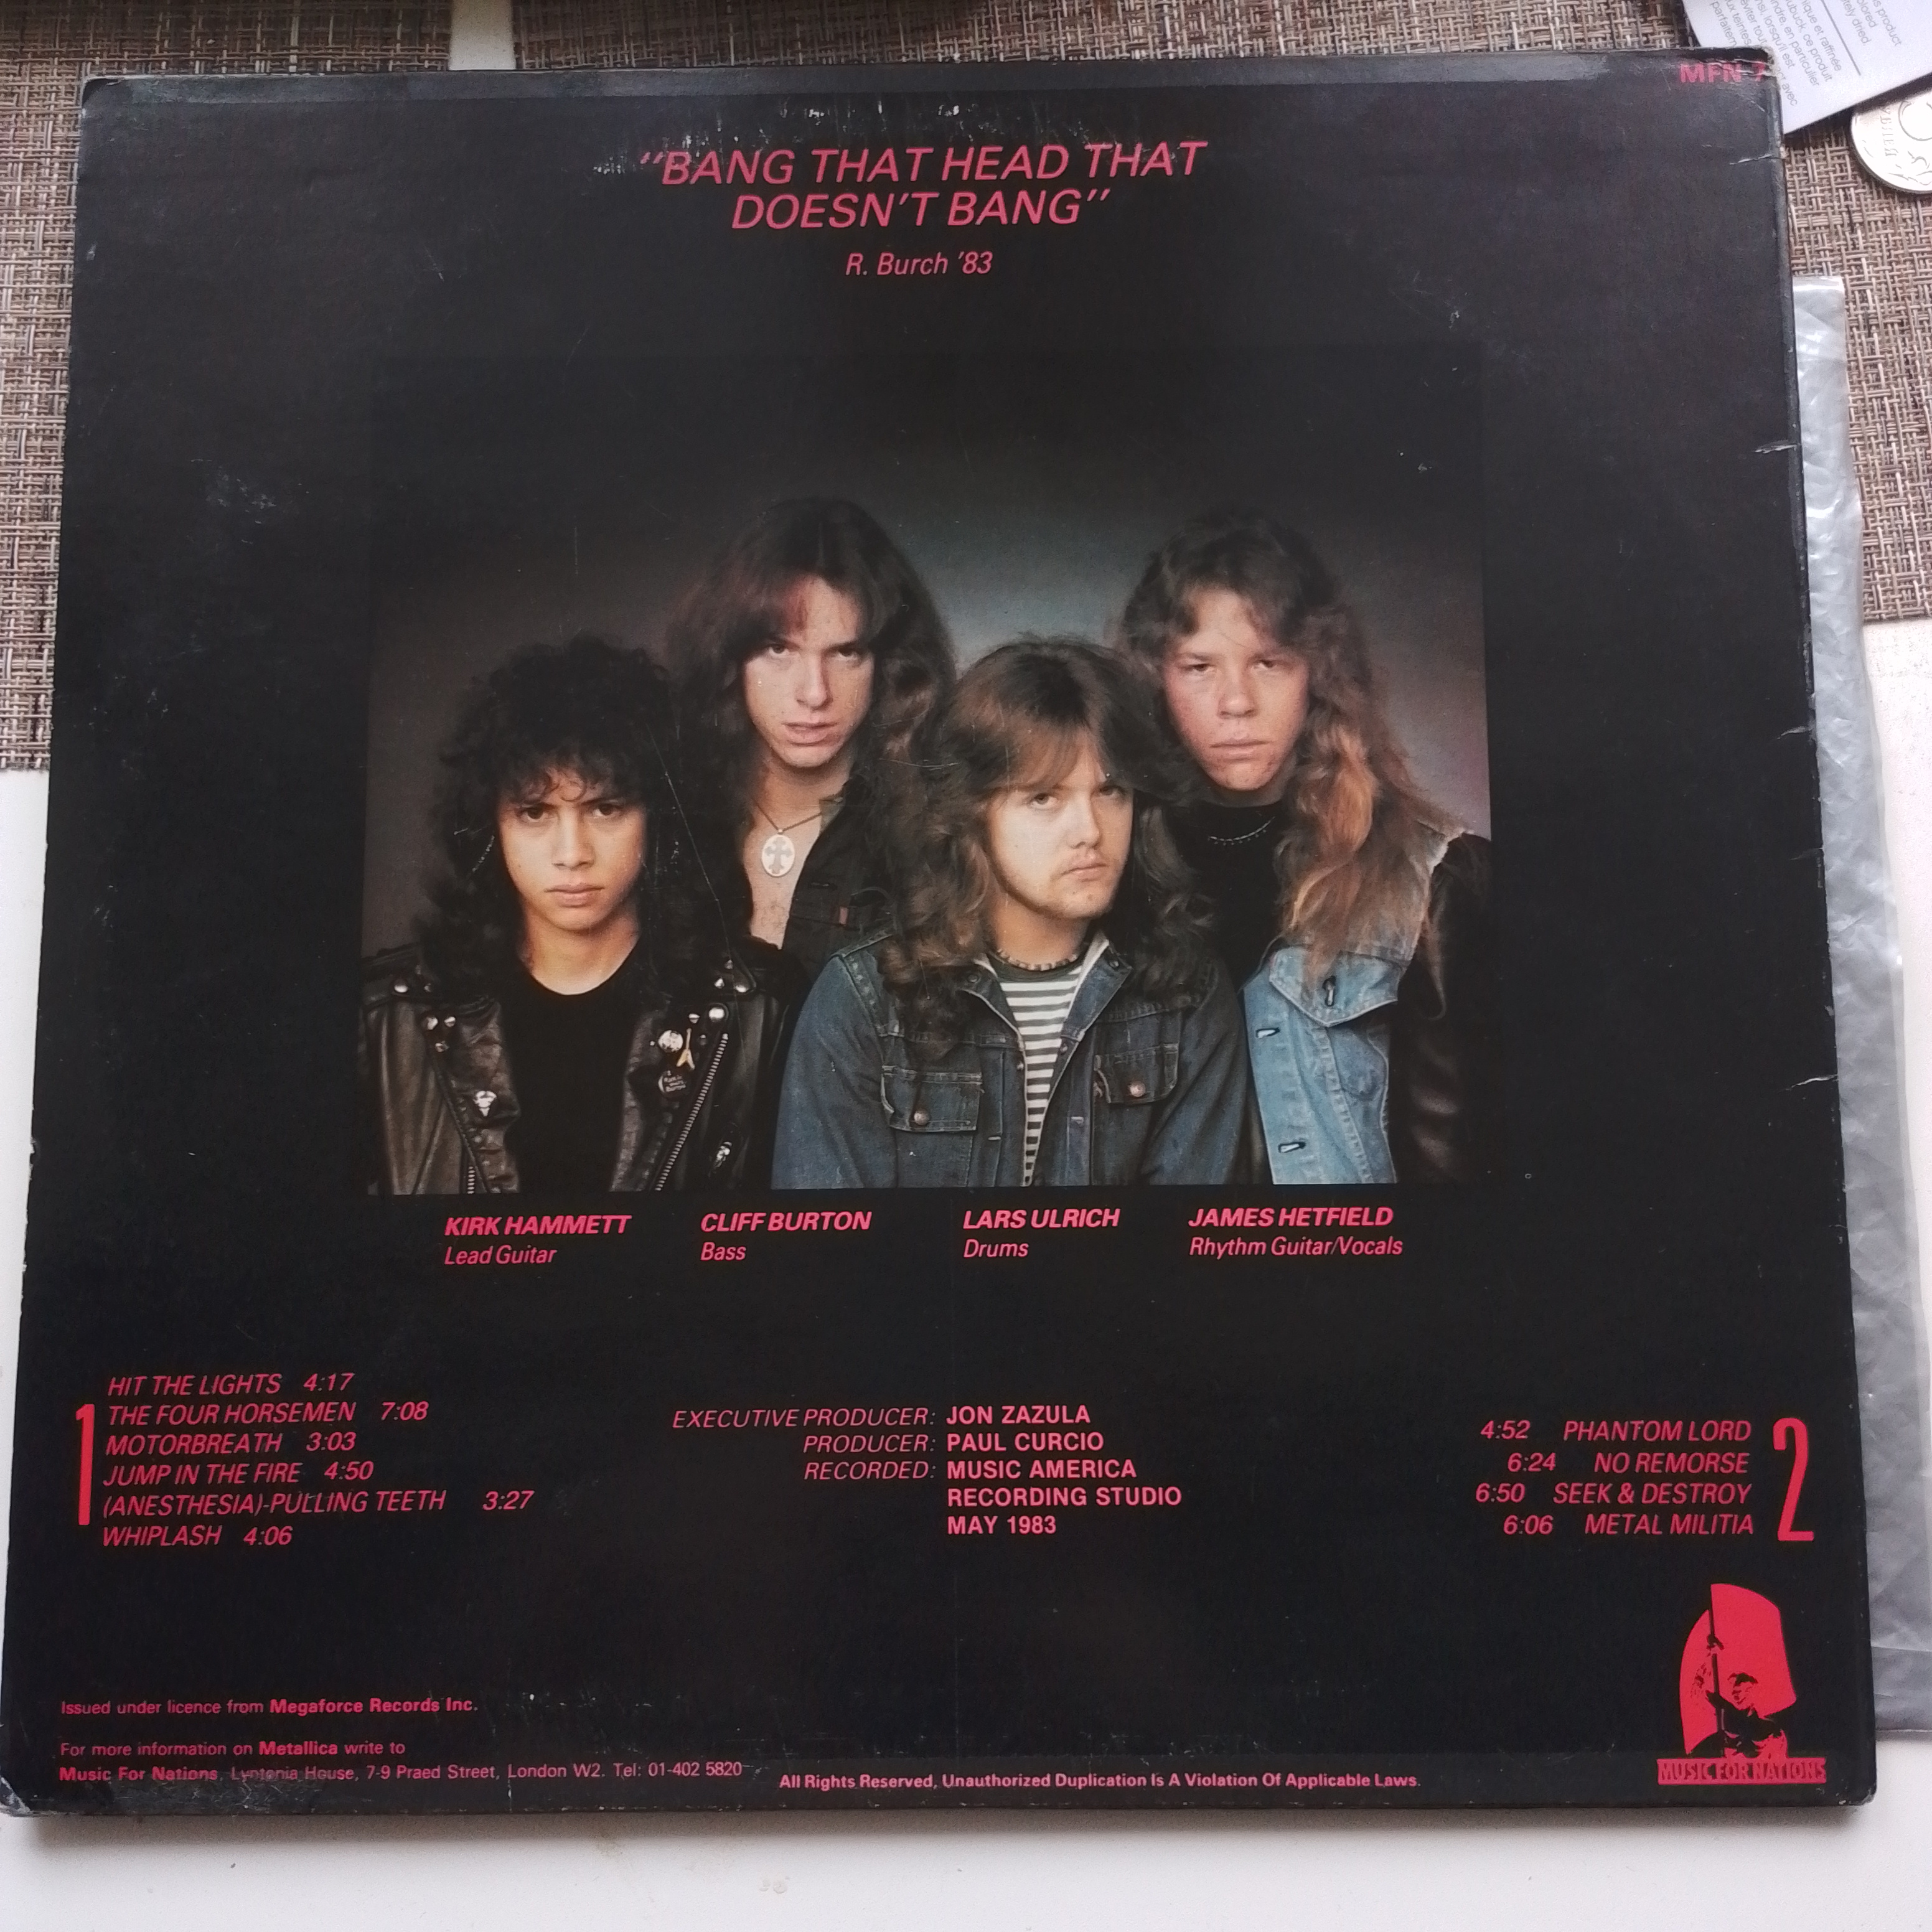 MFN 7
"BANG THAT HEAD THAT
DOESN'T BANG"
R. Burch '83
KIRK HAMMETT
Lead Guitar
CLIFF BURTON
Bass
LARS ULRICH
Drums
JAMES HETFIELD
Rhythm Guitar/Vocals
1
HIT THE LIGHTS 4:17
THE FOUR HORSEMEN 7:08
MOTORBREATH 3:03
JUMP IN THE FIRE 4:50
(ANESTHESIA)-PULLING TEETH 3:27
WHIPLASH 4:06
EXECUTIVE PRODUCER: JON ZAZULA
PRODUCER: PAUL CURCIO
RECORDED: MUSIC AMERICA
RECORDING STUDIO
MAY 1983
4:52 PHANTOM LORD
6:24 NO REMORSE
6:50 SEEK & DESTROY
6:06 METAL MILITIA
2
Issued under licence from Megaforce Records Inc.
For more information on Metallica write to
Music For Nations, Lyntonia House, 7-9 Praed Street, London W2. Tel: 01-402 5820
All Rights Reserved, Unauthorized Duplication Is A Violation Of Applicable Laws.
MUSIC FOR NATIONS